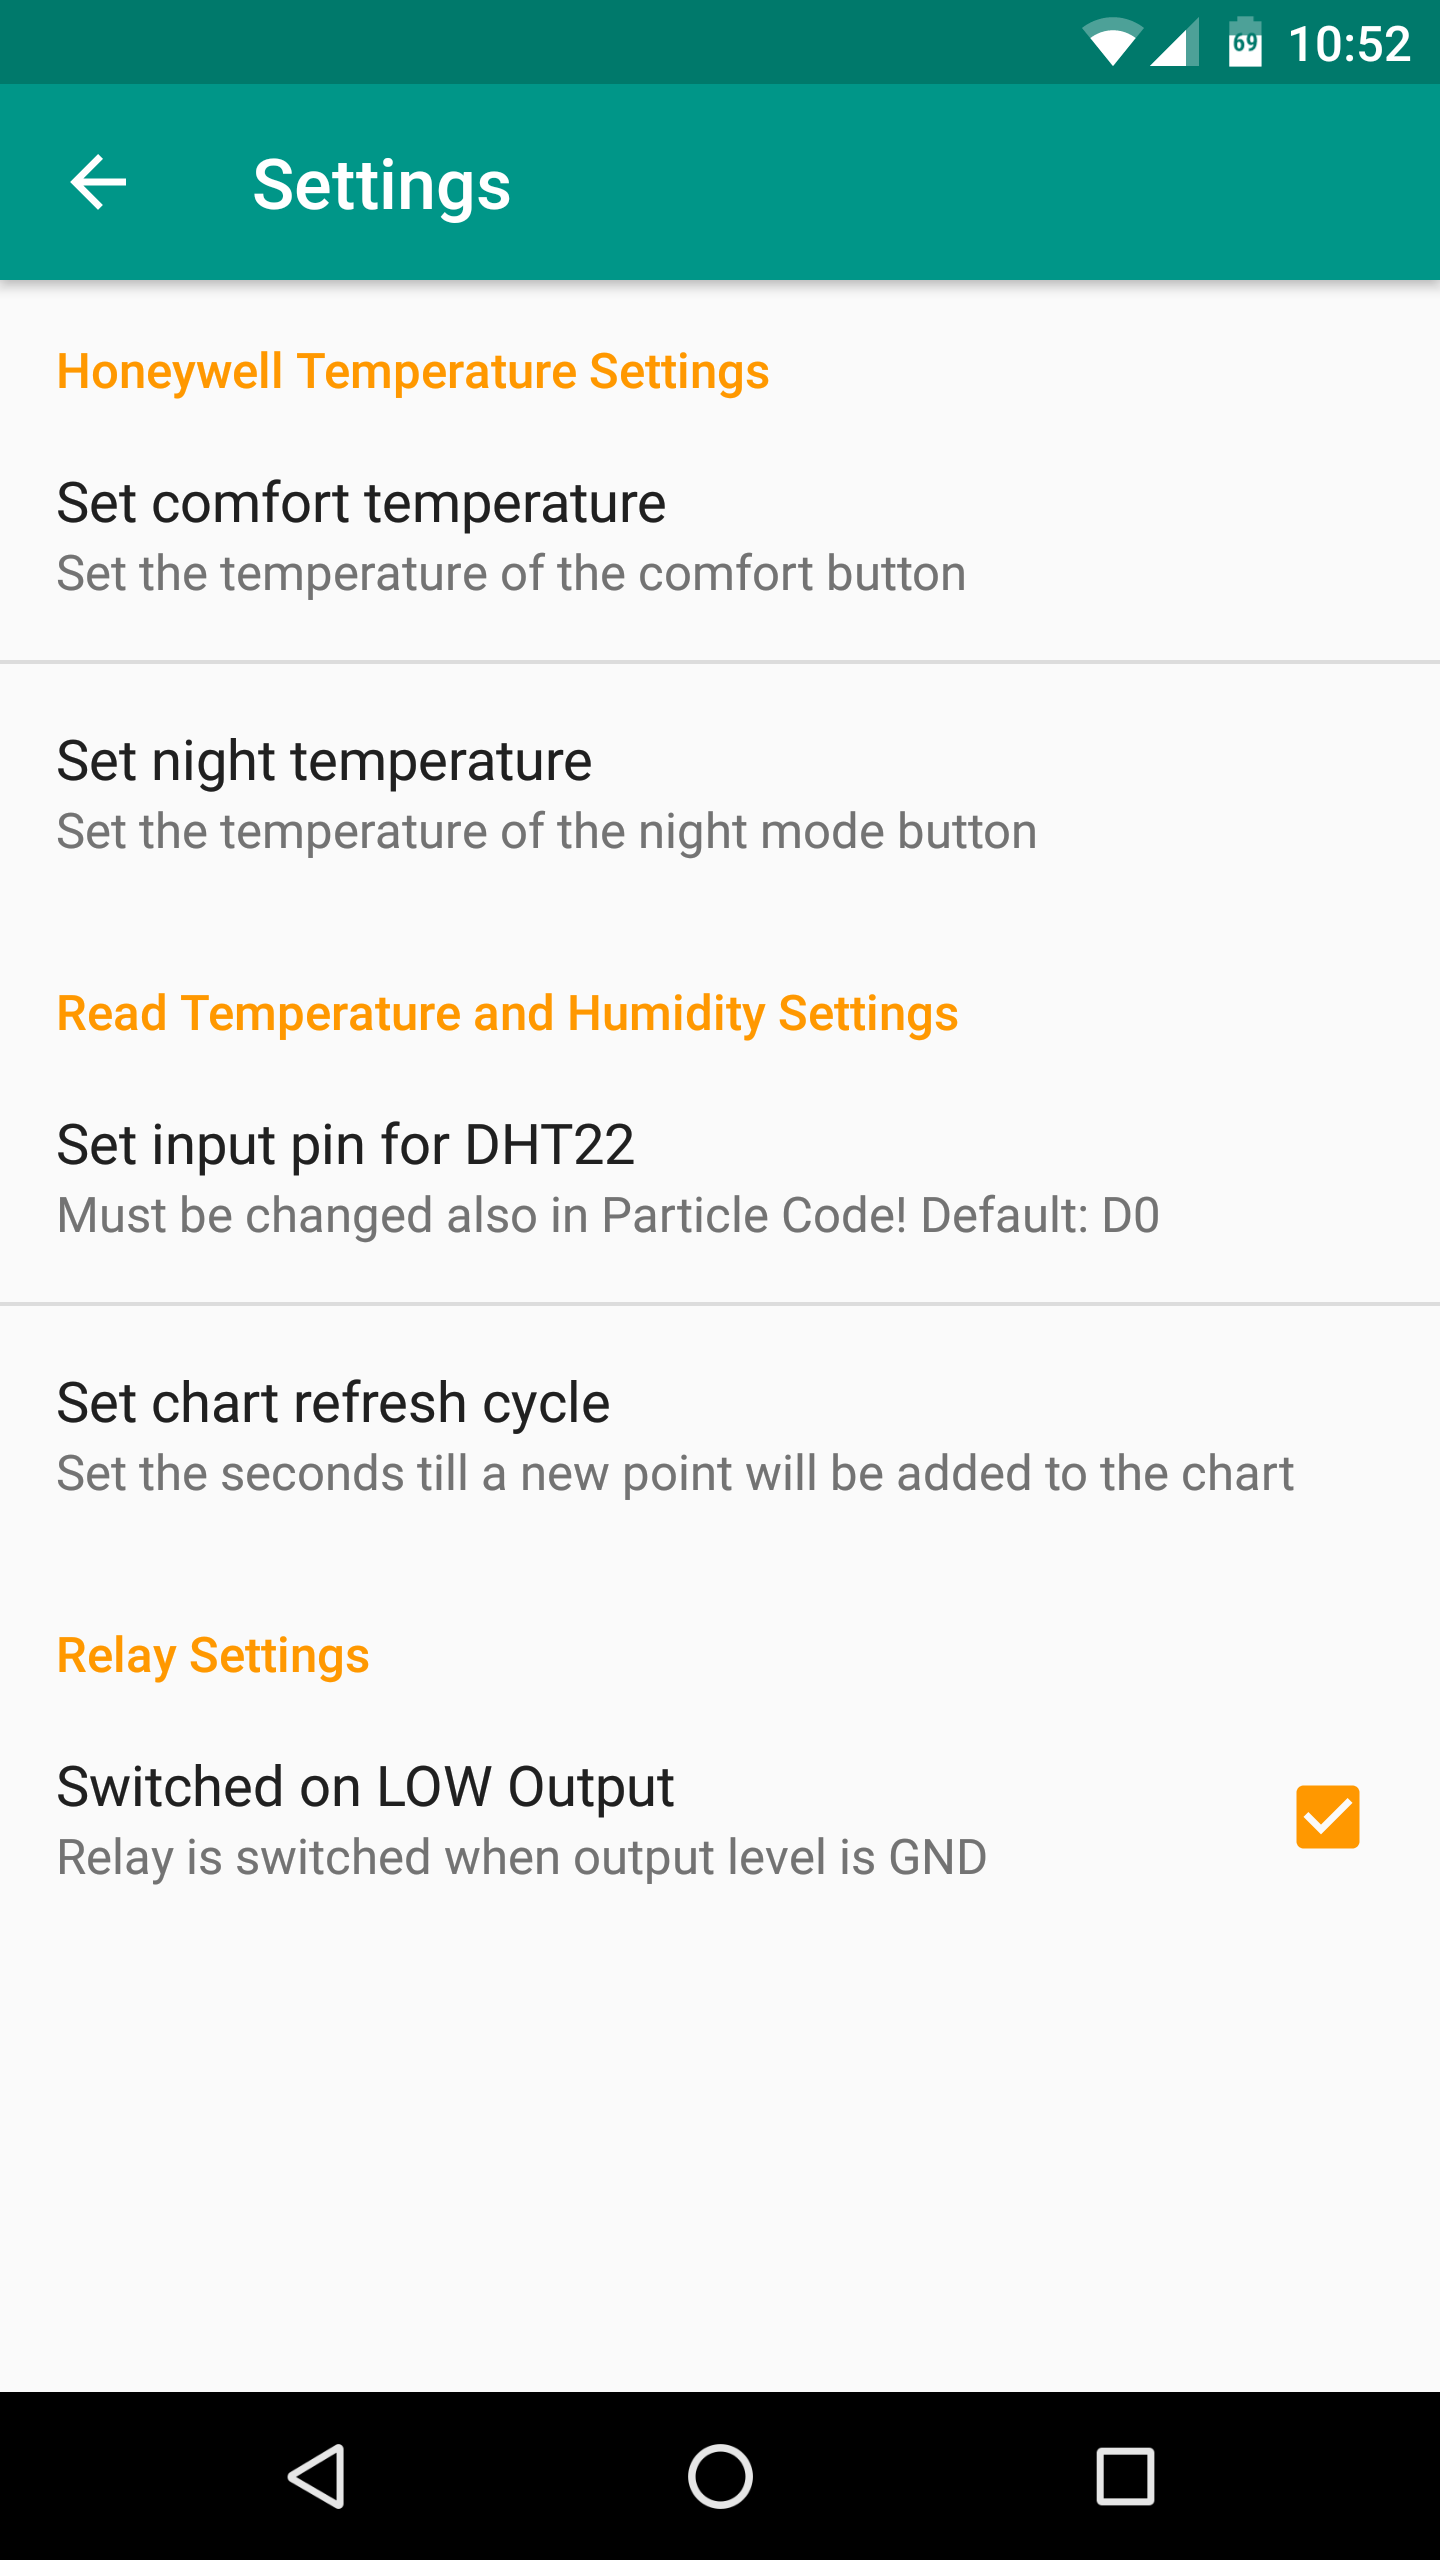 69 10:52
Settings
Honeywell Temperature Settings
Set comfort temperature
Set the temperature of the comfort button
Set night temperature
Set the temperature of the night mode button
Read Temperature and Humidity Settings
Set input pin for DHT22
Must be changed also in Particle Code! Default: D0
Set chart refresh cycle
Set the seconds till a new point will be added to the chart
Relay Settings
Switched on LOW Output
Relay is switched when output level is GND